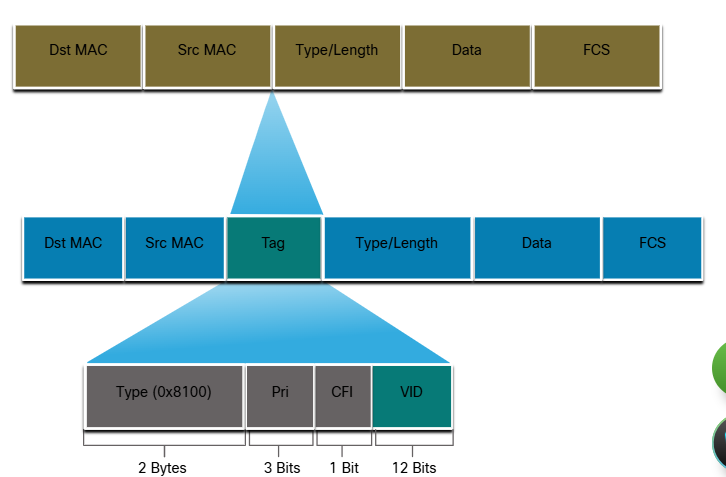 Dst MAC Src MAC Type/Length Data FCS
Dst MAC Src MAC Tag Type/Length Data FCS
Type (0x8100) Pri CFI VID
2 Bytes 3 Bits 1 Bit 12 Bits